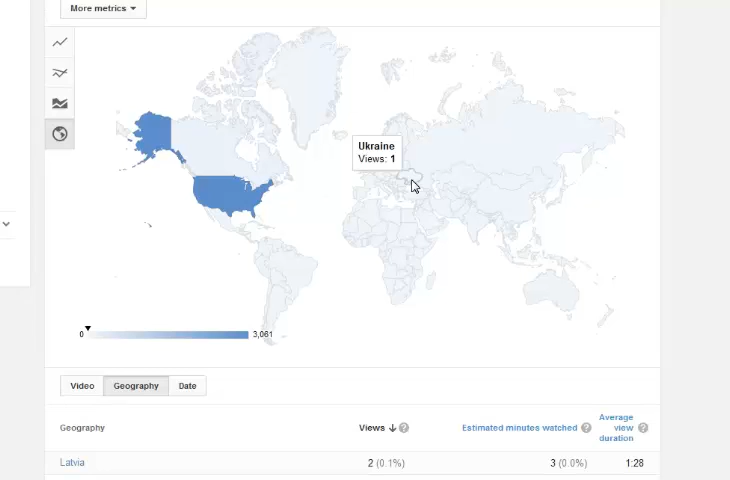 More metrics
Ukraine
Views: 1
0 3,061
Video Geography Date
Geography Views Estimated minutes watched Average view duration
Latvia 2 (0.1%) 3 (0.0%) 1:28